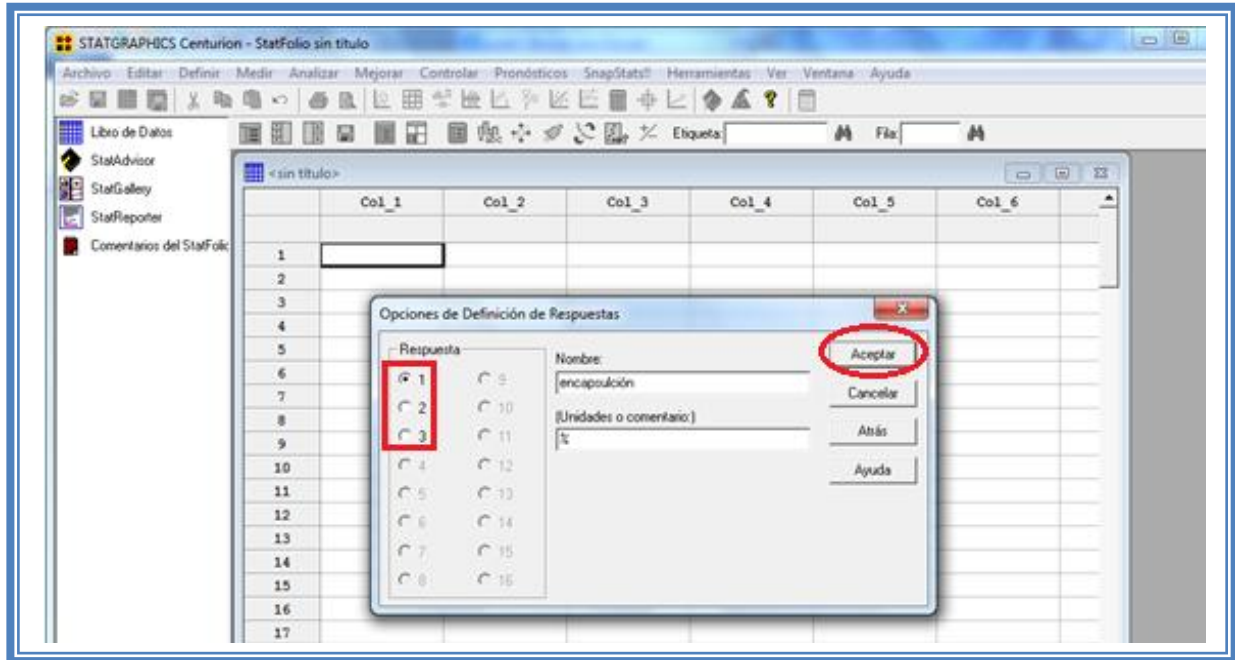 STATGRAPHICS Centurion - StatFolio sin título
Archivo Editar Definir Medir Analizar Mejorar Controlar Pronósticos SnapStats!! Herramientas Ver Ventana Ayuda
Etiqueta: Fila:
Libro de Datos
StatAdvisor
StatGallery
StatReporter
Comentarios del StatFolio
<sin título>
Col_1 Col_2 Col_3 Col_4 Col_5 Col_6
1
2
3
4
5
6
7
8
9
10
11
12
13
14
15
16
17
Opciones de Definición de Respuestas
Respuesta
1 9
2 10
3 11
4 12
5 13
6 14
7 15
8 16
Nombre:
encapsulción
(Unidades o comentario:)
%
Aceptar
Cancelar
Atrás
Ayuda